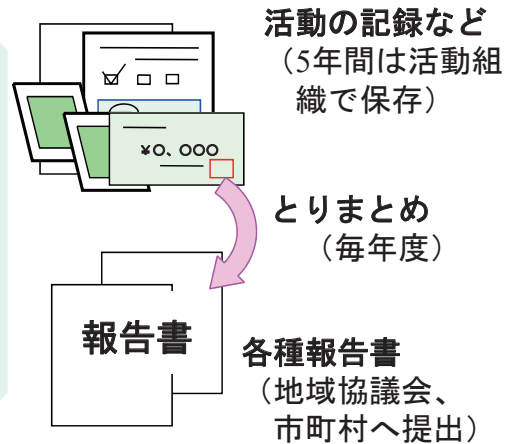 活動の記録など
（5年間は活動組
織で保存）
¥○、○○○
とりまとめ
（毎年度）
報告書
各種報告書
（地域協議会、
市町村へ提出）